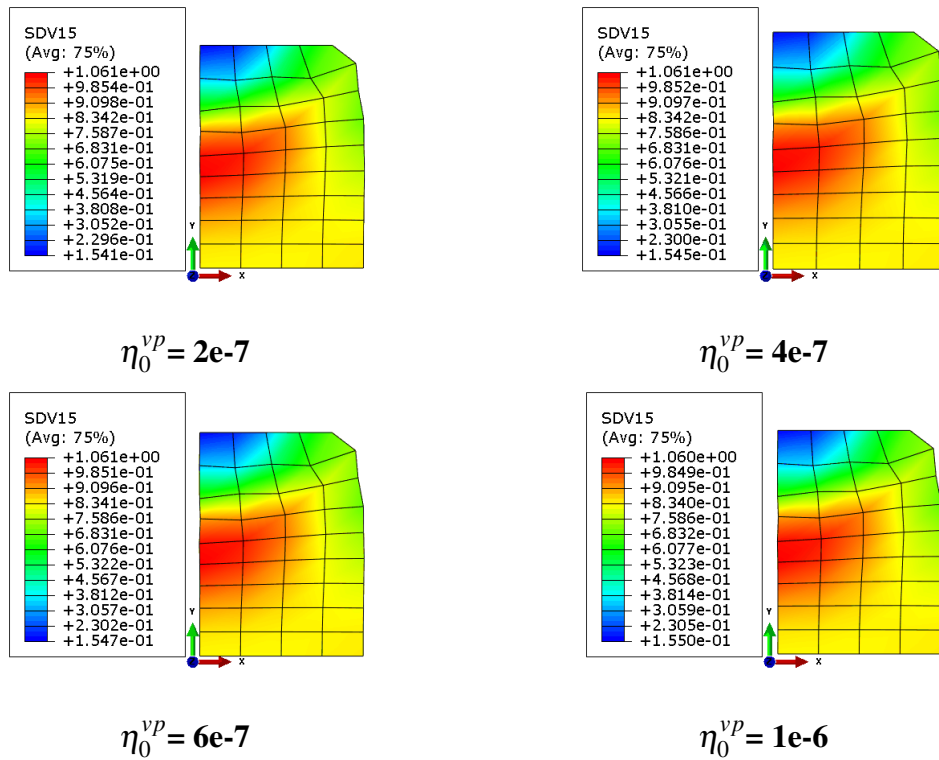 SDV15
(Avg: 75%)
+1.061e+00
+9.854e-01
+9.098e-01
+8.342e-01
+7.587e-01
+6.831e-01
+6.075e-01
+5.319e-01
+4.564e-01
+3.808e-01
+3.052e-01
+2.296e-01
+1.541e-01
Y
Z
X
SDV15
(Avg: 75%)
+1.061e+00
+9.852e-01
+9.097e-01
+8.342e-01
+7.586e-01
+6.831e-01
+6.076e-01
+5.321e-01
+4.566e-01
+3.810e-01
+3.055e-01
+2.300e-01
+1.545e-01
Y
Z
X
η₀ᵛᵖ= 2e-7
η₀ᵛᵖ= 4e-7
SDV15
(Avg: 75%)
+1.061e+00
+9.851e-01
+9.096e-01
+8.341e-01
+7.586e-01
+6.831e-01
+6.076e-01
+5.322e-01
+4.567e-01
+3.812e-01
+3.057e-01
+2.302e-01
+1.547e-01
Y
Z
X
SDV15
(Avg: 75%)
+1.060e+00
+9.849e-01
+9.095e-01
+8.340e-01
+7.586e-01
+6.832e-01
+6.077e-01
+5.323e-01
+4.568e-01
+3.814e-01
+3.059e-01
+2.305e-01
+1.550e-01
Y
Z
X
η₀ᵛᵖ= 6e-7
η₀ᵛᵖ= 1e-6